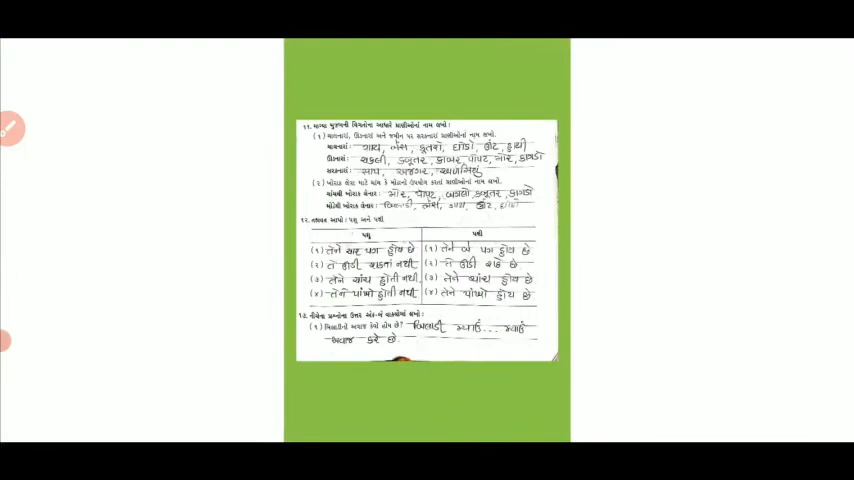 ૧૧. માગ્યા મુજબની વિગતોના આધારે પ્રાણીઓનાં નામ લખો :
(૧) ચાલનારાં, ઊડનારાં અને જમીન પર સરકનારાં પ્રાણીઓનાં નામ લખો.
ચાલનારાં : ગાય, ભેંસ, કૂતરો, ઘોડો, ઊંટ, હાથી
ઊડનારાં : ચકલી, કબૂતર, કાબર, પોપટ, મોર, કાગડો
સરકનારાં : સાપ, અજગર, અળસિયું
(૨) ખોરાક લેવા માટે ચાંચ કે મોઢાનો ઉપયોગ કરતાં પ્રાણીઓનાં નામ લખો.
ચાંચથી ખોરાક લેનાર : મોર, પોપટ, બગલો, કબૂતર, કાગડો
મોઢેથી ખોરાક લેનાર : બિલાડી, ભેંસ, ગાય, ઊંટ, ઘોડો
૧૨. તફાવત આપો : પશુ અને પક્ષી
પશુ પક્ષી
(૧) તેને ચાર પગ હોય છે (૧) તેને બે પગ હોય છે
(૨) તે ઊડી શકતાં નથી (૨) તે ઊડી શકે છે
(૩) તેને ચાંચ હોતી નથી (૩) તેને ચાંચ હોય છે
(૪) તેને પાંખો હોતી નથી (૪) તેને પાંખો હોય છે
૧૩. નીચેના પ્રશ્નોના ઉત્તર એક-બે વાક્યોમાં લખો :
(૧) બિલાડીનો અવાજ કેવો હોય છે? બિલાડી મ્યાઉં... મ્યાઉં
અવાજ કરે છે.